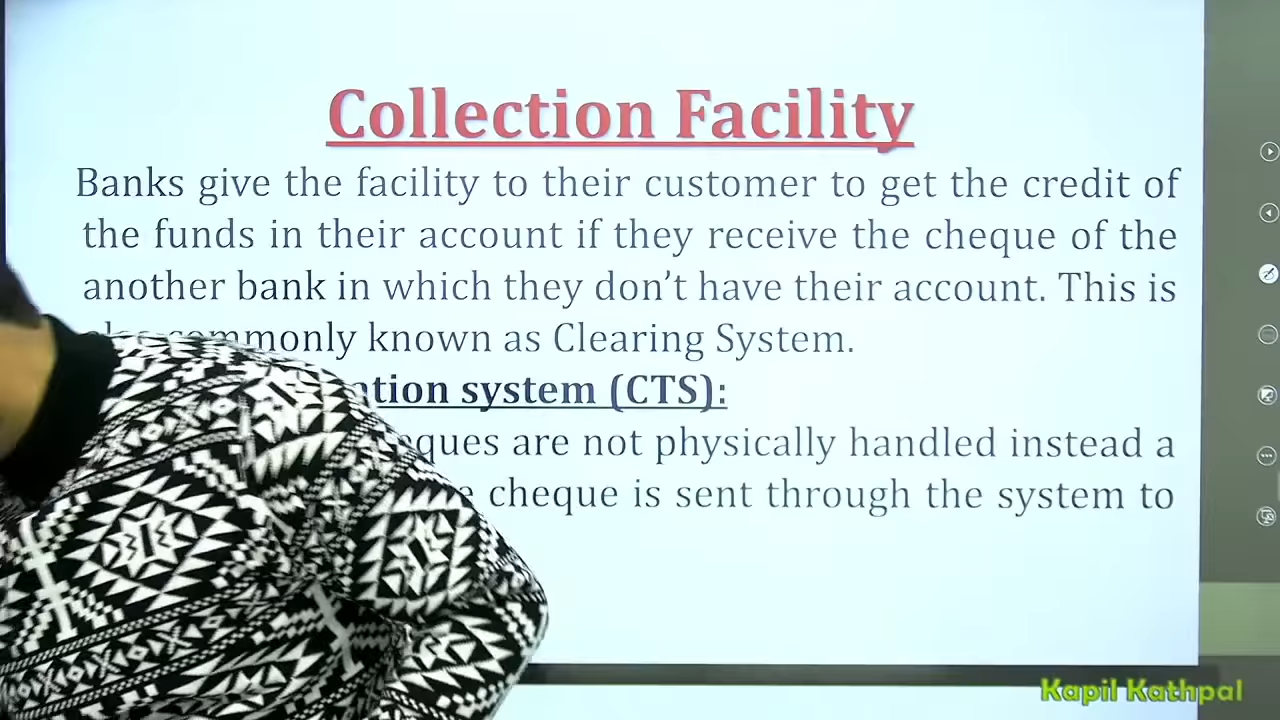 Collection Facility
Banks give the facility to their customer to get the credit of
the funds in their account if they receive the cheque of the
another bank in which they don't have their account. This is
commonly known as Clearing System.
system (CTS):
are not physically handled instead a
cheque is sent through the system to
Kapil Kathpal